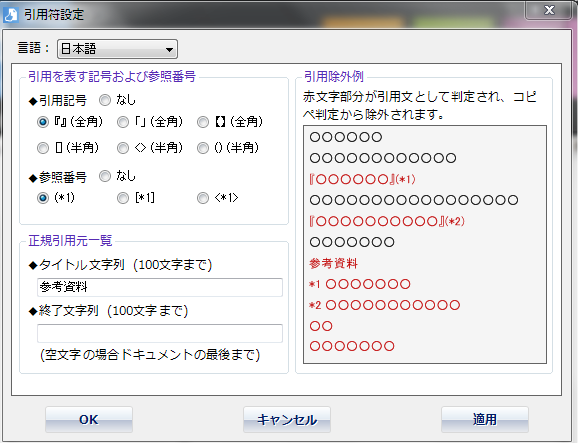 引用符設定
言語： 日本語
引用を表す記号および参照番号
◆引用記号 なし
『』(全角) 「」(全角) 【】(全角)
[] (半角) <> (半角) () (半角)
◆参照番号 なし
(*1) [*1] <*1>
正規引用元一覧
◆タイトル文字列 (100文字まで)
参考資料
◆終了文字列 (100文字まで)
(空文字の場合ドキュメントの最後まで)
引用除外例
赤文字部分が引用文として判定され、コピ
ペ判定から除外されます。
〇〇〇〇〇〇
〇〇〇〇〇〇〇〇〇〇〇〇
『〇〇〇〇〇〇』(*1)
〇〇〇〇〇〇〇〇〇〇〇〇〇〇〇〇〇
『〇〇〇〇〇〇〇〇〇〇』(*2)
〇〇〇〇〇〇〇
参考資料
*1 〇〇〇〇〇〇〇
*2 〇〇〇〇〇〇〇〇〇〇〇
〇〇
〇〇〇〇〇〇〇
OK キャンセル 適用